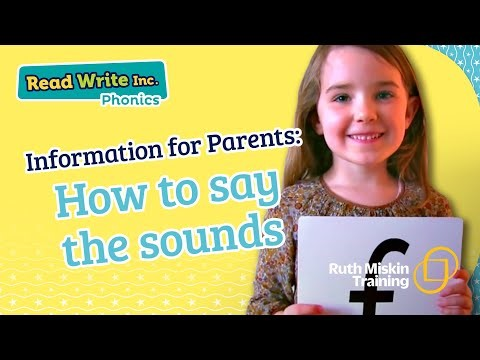 Read Write Inc.
Phonics
Information for Parents:
How to say
the sounds
f
Ruth Miskin
Training